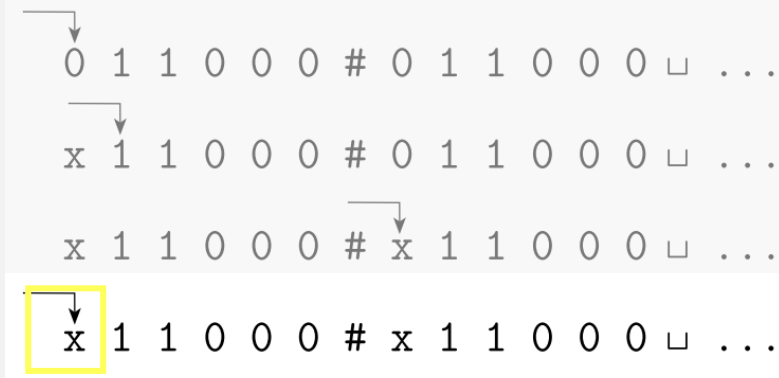 0 1 1 0 0 0 # 0 1 1 0 0 0 ⊔ ...
x 1 1 0 0 0 # 0 1 1 0 0 0 ⊔ ...
x 1 1 0 0 0 # x 1 1 0 0 0 ⊔ ...
x 1 1 0 0 0 # x 1 1 0 0 0 ⊔ ...